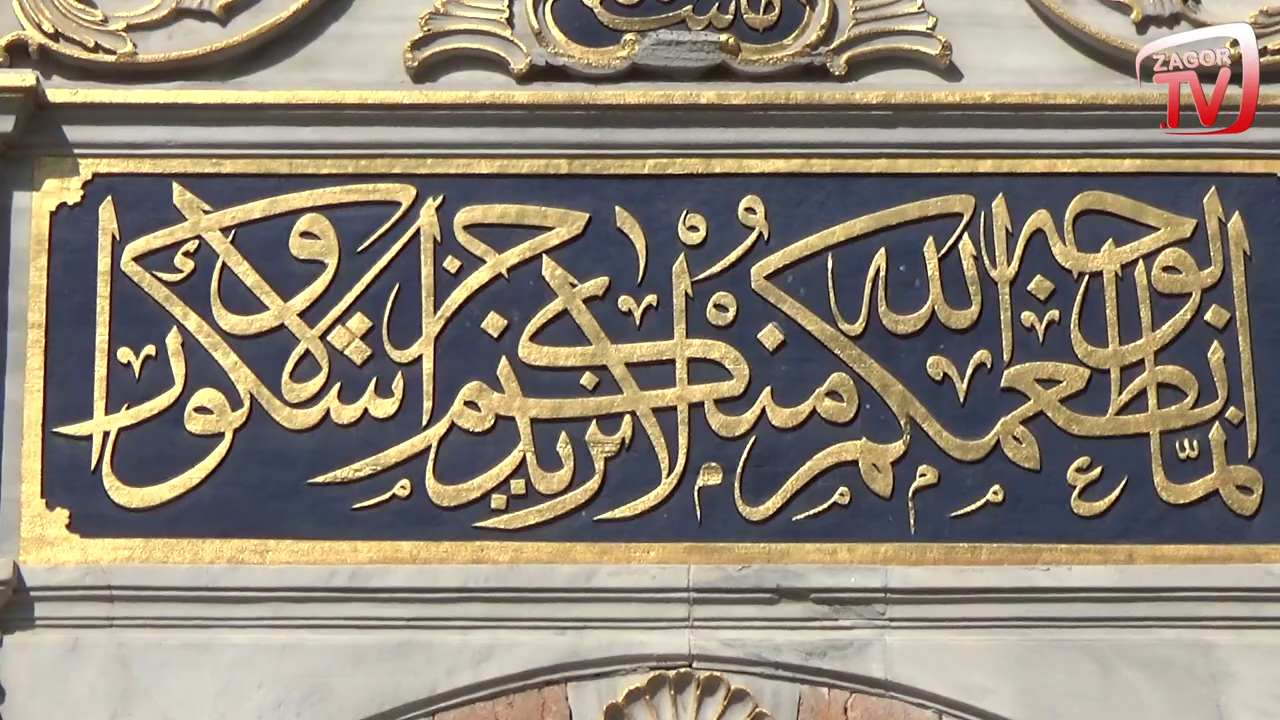 ZAGOR
TV
انما نطعمكم لوجه الله لا نريد منكم جزاء ولا شكورا